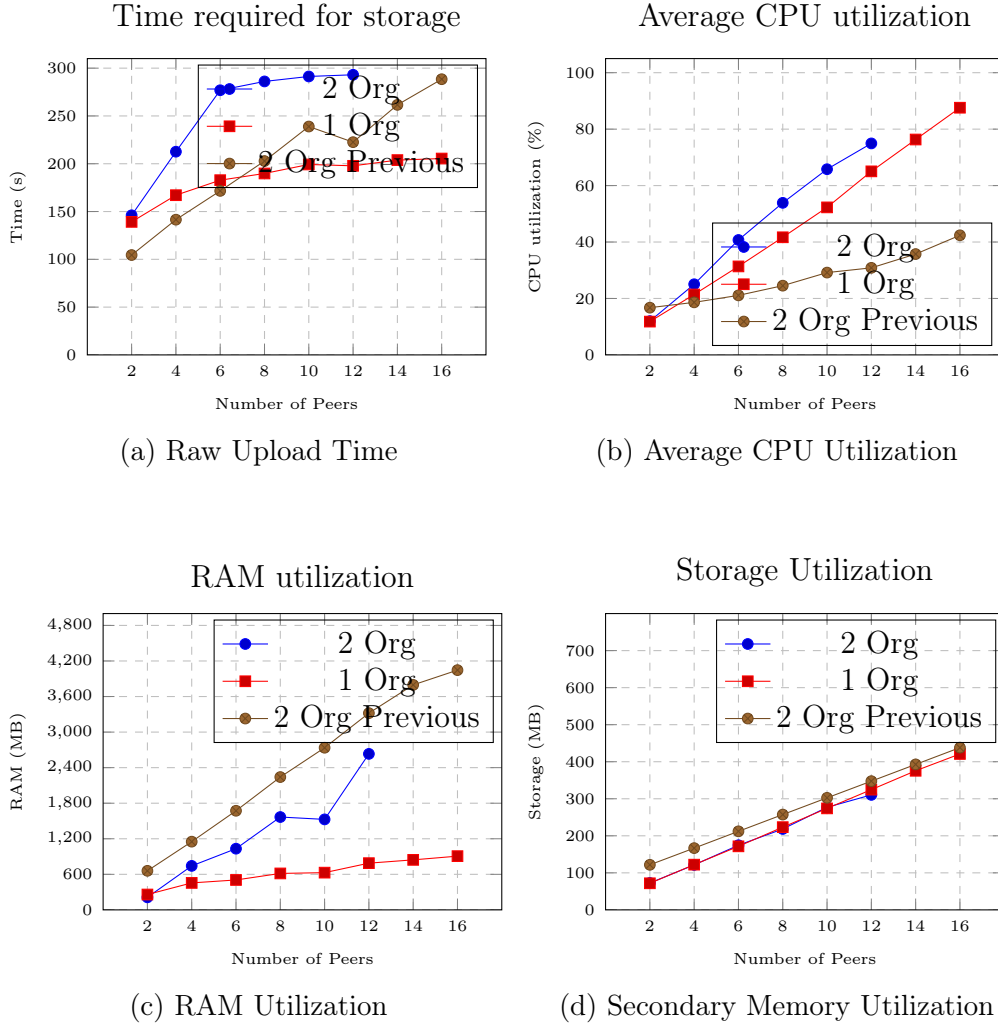 Time required for storage
300
250
200
150
100
50
0
2 4 6 8 10 12 14 16
Time (s)
Number of Peers
2 Org
1 Org
2 Org Previous
(a) Raw Upload Time
Average CPU utilization
100
80
60
40
20
0
2 4 6 8 10 12 14 16
CPU utilization (%)
Number of Peers
2 Org
1 Org
2 Org Previous
(b) Average CPU Utilization
RAM utilization
4,800
4,200
3,600
3,000
2,400
1,800
1,200
600
0
2 4 6 8 10 12 14 16
RAM (MB)
Number of Peers
2 Org
1 Org
2 Org Previous
(c) RAM Utilization
Storage Utilization
700
600
500
400
300
200
100
0
2 4 6 8 10 12 14 16
Storage (MB)
Number of Peers
2 Org
1 Org
2 Org Previous
(d) Secondary Memory Utilization